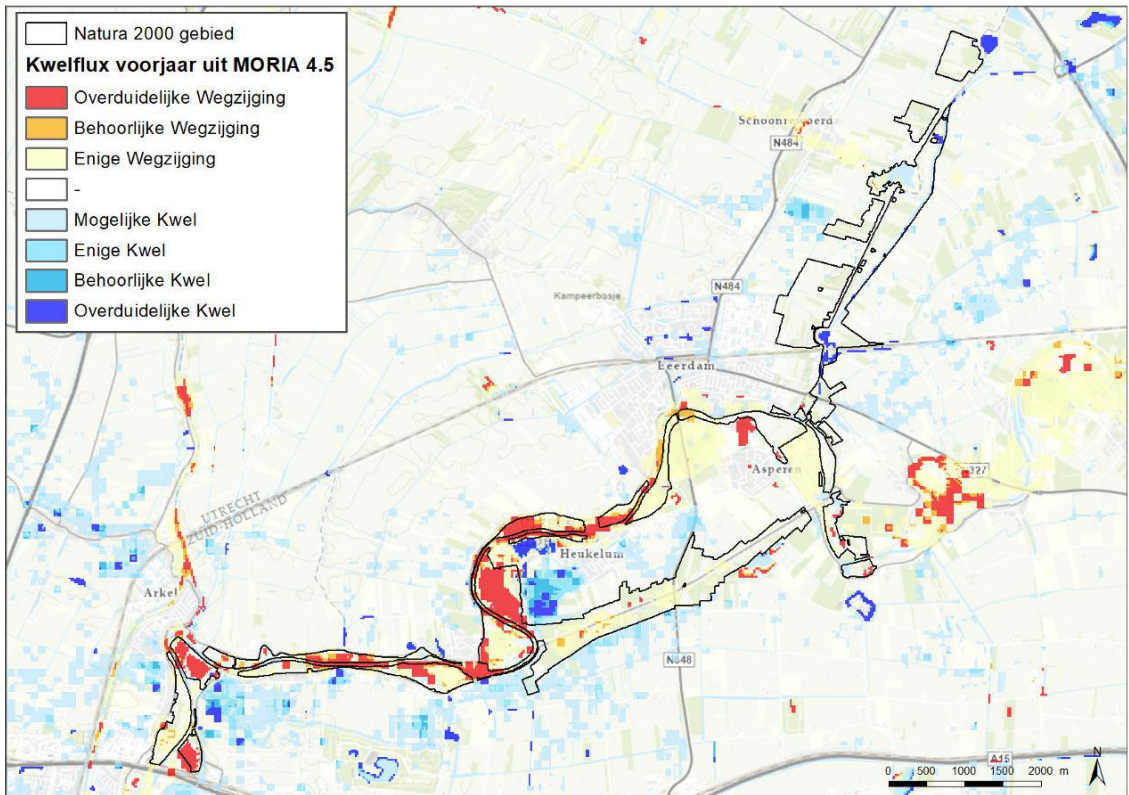 Natura 2000 gebied
Kwelflux voorjaar uit MORIA 4.5
Overduidelijke Wegzijging
Behoorlijke Wegzijging
Enige Wegzijging
-
Mogelijke Kwel
Enige Kwel
Behoorlijke Kwel
Overduidelijke Kwel
Schoonrewoerd
N484
N484
Kampeerbosje
Leerdam
Asperen
N327
UTRECHT
ZUID-HOLLAND
Heukelum
Arkel
N848
A15
N
0 500 1000 1500 2000 m